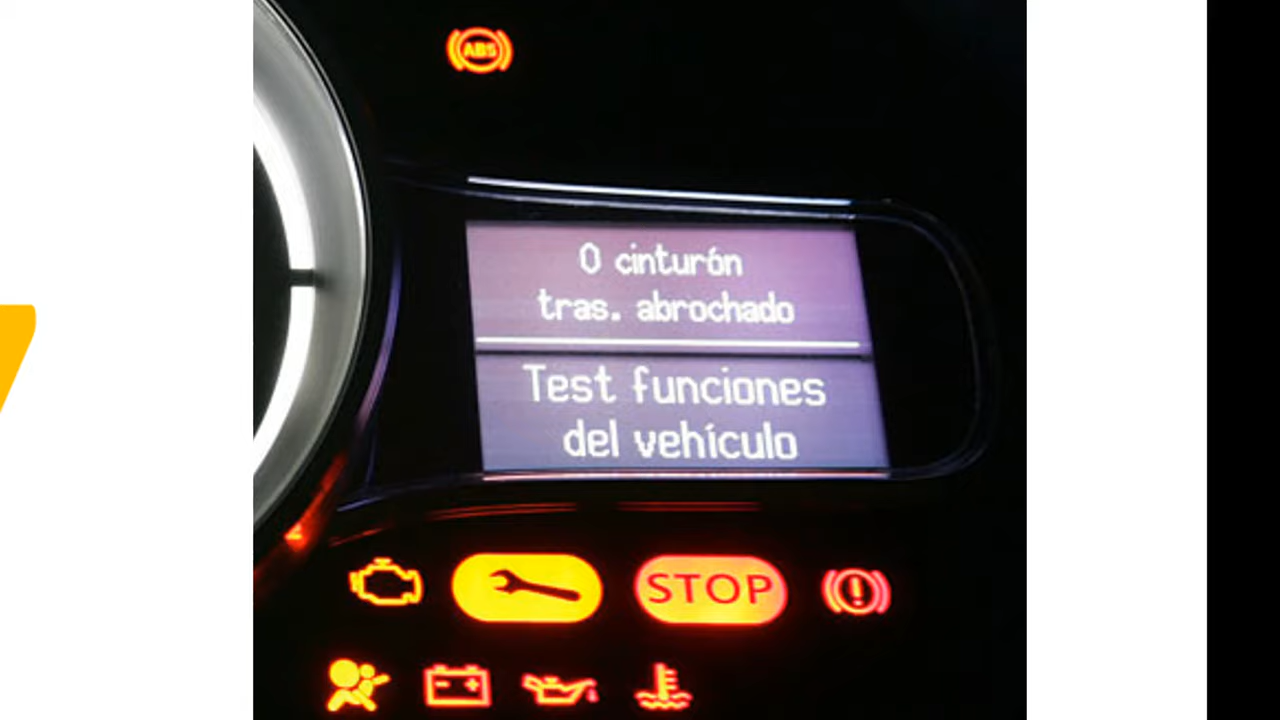 ABS
0 cinturón
tras. abrochado
Test funciones
del vehículo
STOP